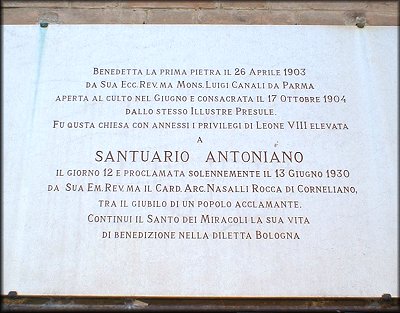 BENEDETTA LA PRIMA PIETRA IL 26 APRILE 1903
DA SUA ECC. REV. MA MONS. LUIGI CANALI DA PARMA
APERTA AL CULTO NEL GIUGNO E CONSACRATA IL 17 OTTOBRE 1904
DALLO STESSO ILLUSTRE PRESULE.
FU QUSTA CHIESA CON ANNESSI I PRIVILEGI DI LEONE VIII ELEVATA
A
SANTUARIO ANTONIANO
IL GIORNO 12 E PROCLAMATA SOLENNEMENTE IL 13 GIUGNO 1930
DA SUA EM. REV. MA IL CARD. ARC. NASALLI ROCCA DI CORNELIANO,
TRA IL GIUBILO DI UN POPOLO ACCLAMANTE.
CONTINUI IL SANTO DEI MIRACOLI LA SUA VITA
DI BENEDIZIONE NELLA DILETTA BOLOGNA